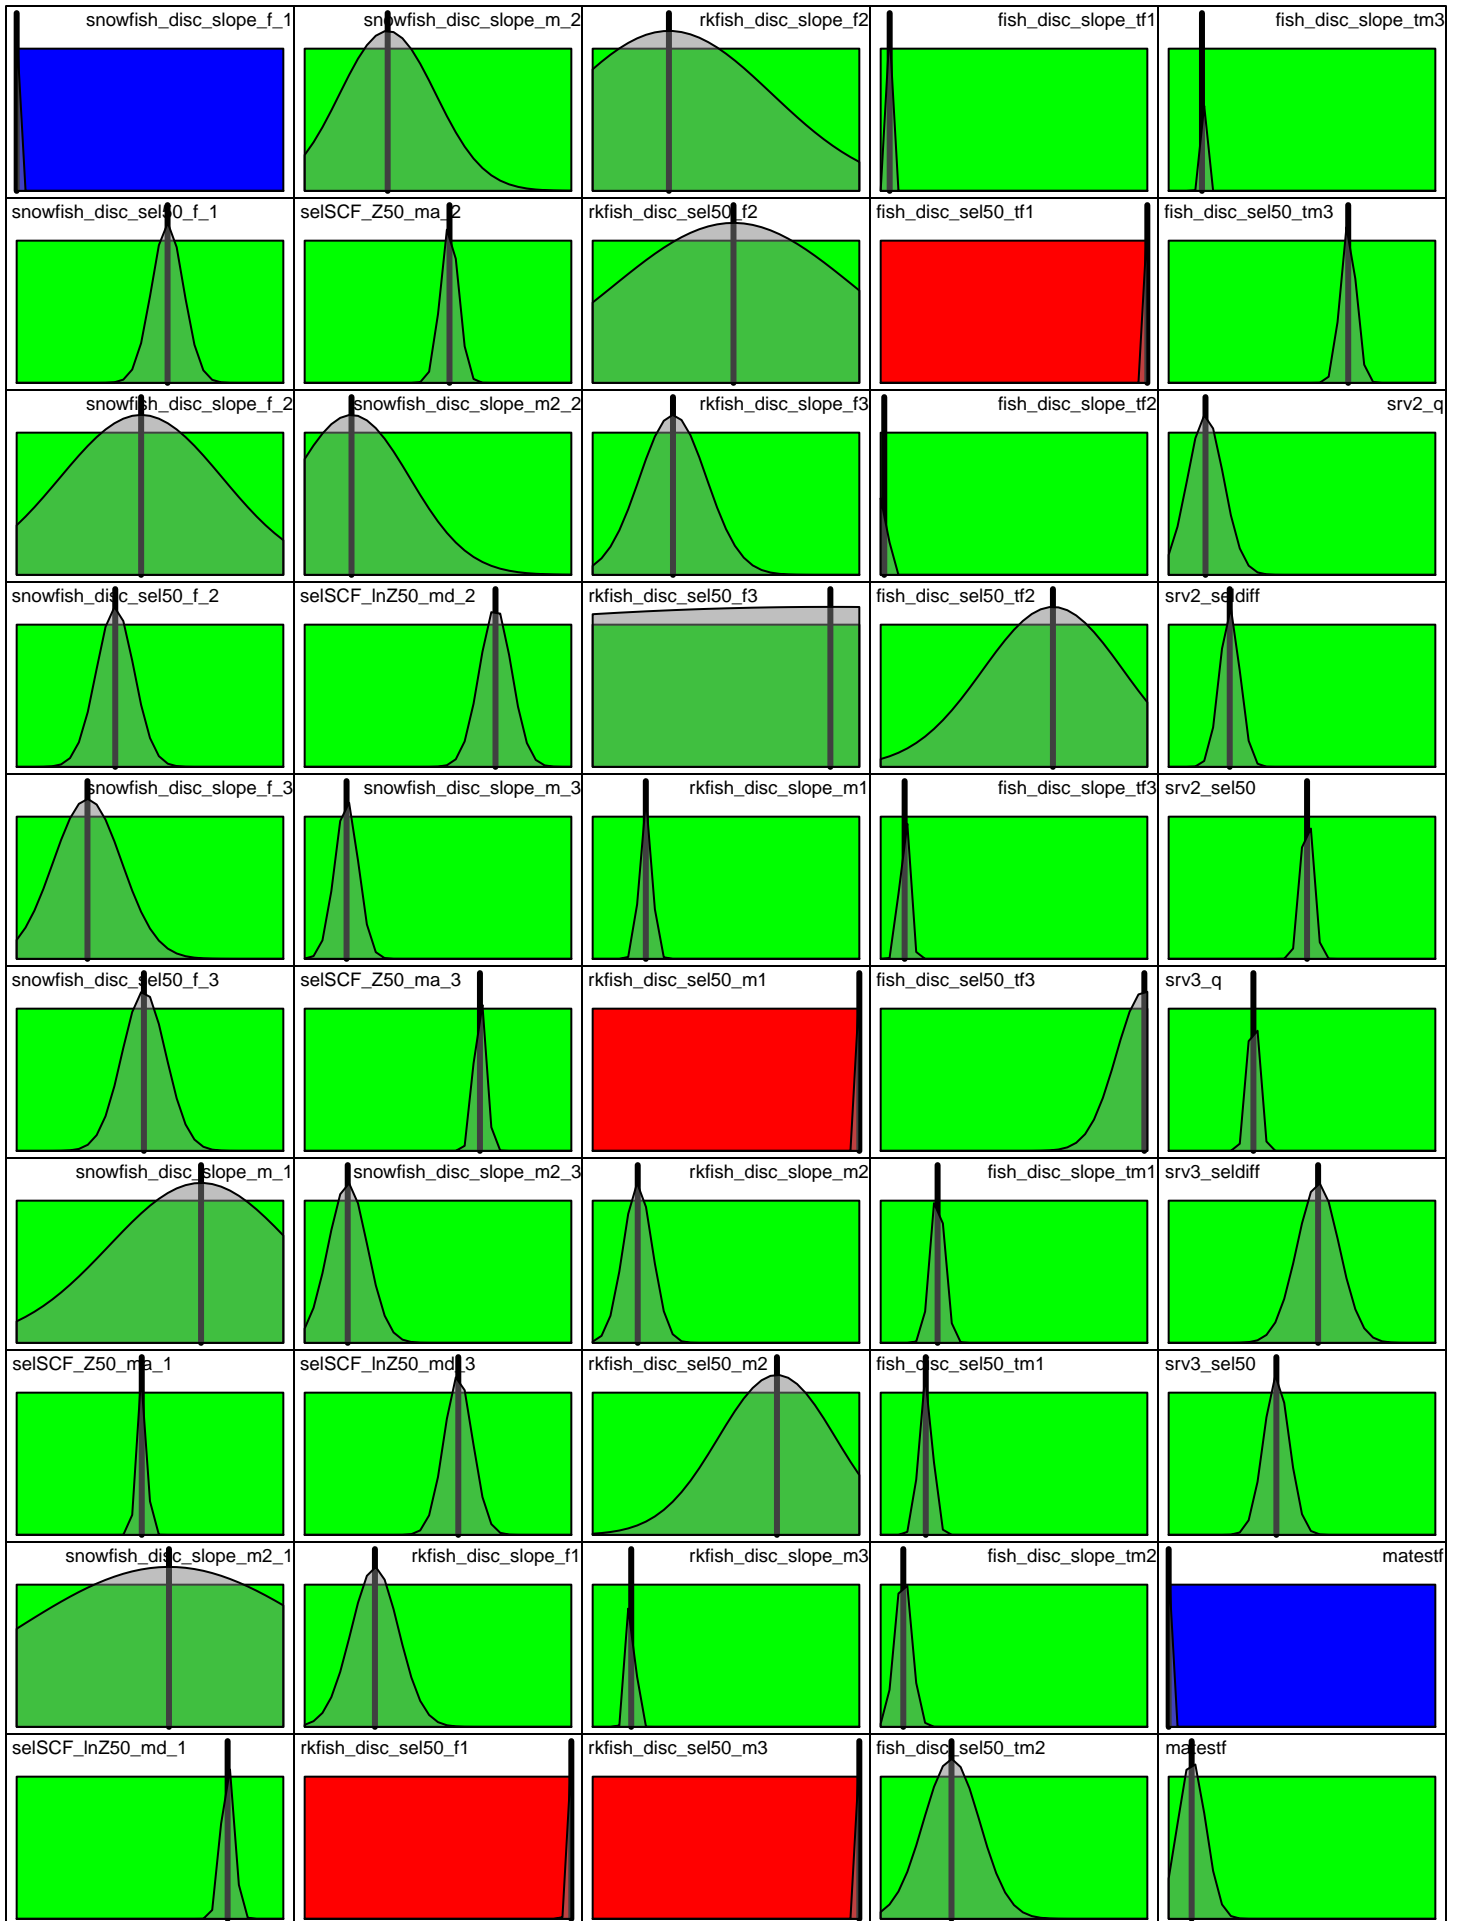 snowfish_disc_slope_f_1
snowfish_disc_slope_m_2
rkfish_disc_slope_f2
fish_disc_slope_tf1
fish_disc_slope_tm3
snowfish_disc_sel50_f_1
selSCF_Z50_ma_2
rkfish_disc_sel50_f2
fish_disc_sel50_tf1
fish_disc_sel50_tm3
snowfish_disc_slope_f_2
snowfish_disc_slope_m2_2
rkfish_disc_slope_f3
fish_disc_slope_tf2
srv2_q
snowfish_disc_sel50_f_2
selSCF_lnZ50_md_2
rkfish_disc_sel50_f3
fish_disc_sel50_tf2
srv2_seldiff
snowfish_disc_slope_f_3
snowfish_disc_slope_m_3
rkfish_disc_slope_m1
fish_disc_slope_tf3
srv2_sel50
snowfish_disc_sel50_f_3
selSCF_Z50_ma_3
rkfish_disc_sel50_m1
fish_disc_sel50_tf3
srv3_q
snowfish_disc_slope_m_1
snowfish_disc_slope_m2_3
rkfish_disc_slope_m2
fish_disc_slope_tm1
srv3_seldiff
selSCF_Z50_ma_1
selSCF_lnZ50_md_3
rkfish_disc_sel50_m2
fish_disc_sel50_tm1
srv3_sel50
snowfish_disc_slope_m2_1
rkfish_disc_slope_f1
rkfish_disc_slope_m3
fish_disc_slope_tm2
matestf
selSCF_lnZ50_md_1
rkfish_disc_sel50_f1
rkfish_disc_sel50_m3
fish_disc_sel50_tm2
matestf